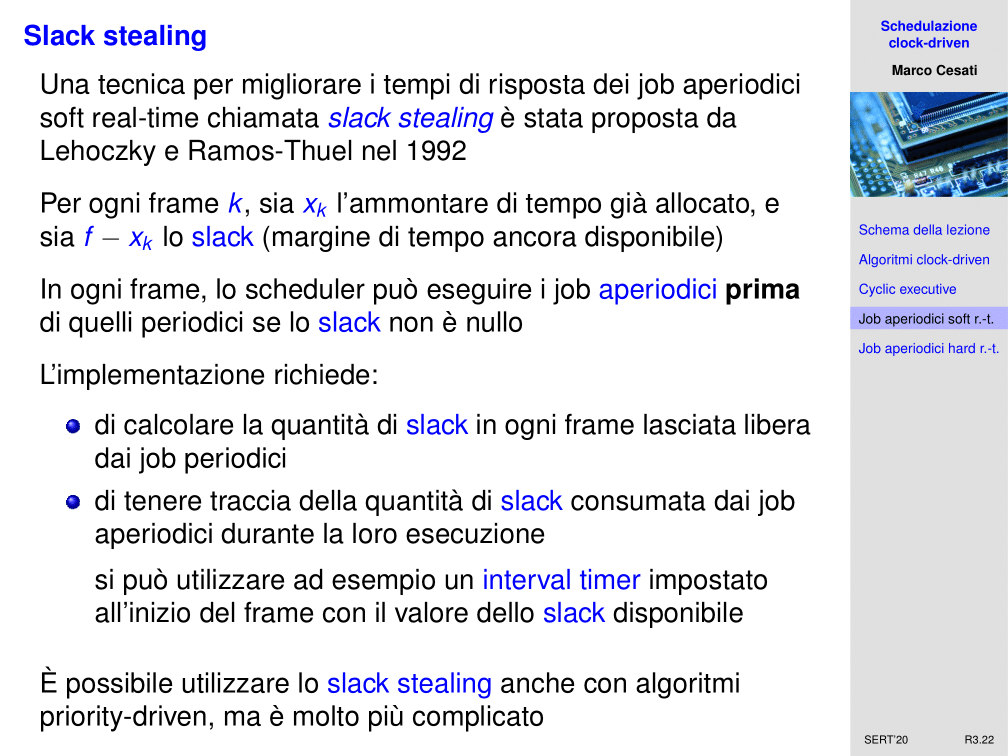 Slack stealing
Una tecnica per migliorare i tempi di risposta dei job aperiodici
soft real-time chiamata slack stealing è stata proposta da
Lehoczky e Ramos-Thuel nel 1992
Per ogni frame k, sia xk l'ammontare di tempo già allocato, e
sia f − xk lo slack (margine di tempo ancora disponibile)
In ogni frame, lo scheduler può eseguire i job aperiodici prima
di quelli periodici se lo slack non è nullo
L'implementazione richiede:
di calcolare la quantità di slack in ogni frame lasciata libera
dai job periodici
di tenere traccia della quantità di slack consumata dai job
aperiodici durante la loro esecuzione
si può utilizzare ad esempio un interval timer impostato
all'inizio del frame con il valore dello slack disponibile
È possibile utilizzare lo slack stealing anche con algoritmi
priority-driven, ma è molto più complicato
Schedulazione
clock-driven
Marco Cesati
R47 R48
Schema della lezione
Algoritmi clock-driven
Cyclic executive
Job aperiodici soft r.-t.
Job aperiodici hard r.-t.
SERT'20 R3.22